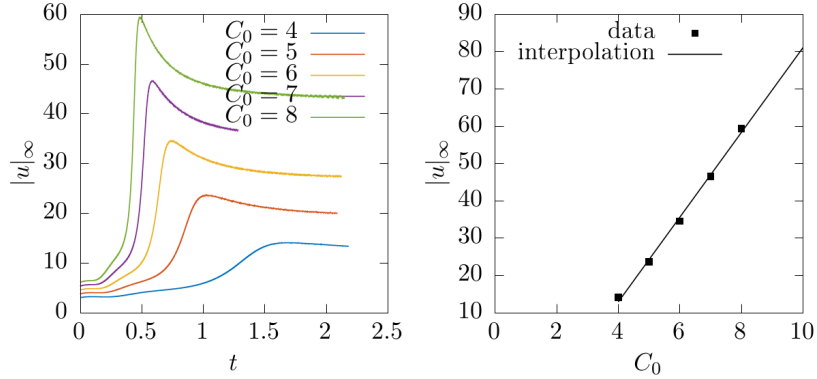 60
50
40
30
20
10
0
|u|∞
0
0.5
1
1.5
2
2.5
t
C₀ = 4
C₀ = 5
C₀ = 6
C₀ = 7
C₀ = 8
90
80
70
60
50
40
30
20
10
|u|∞
0
2
4
6
8
10
C₀
data
interpolation